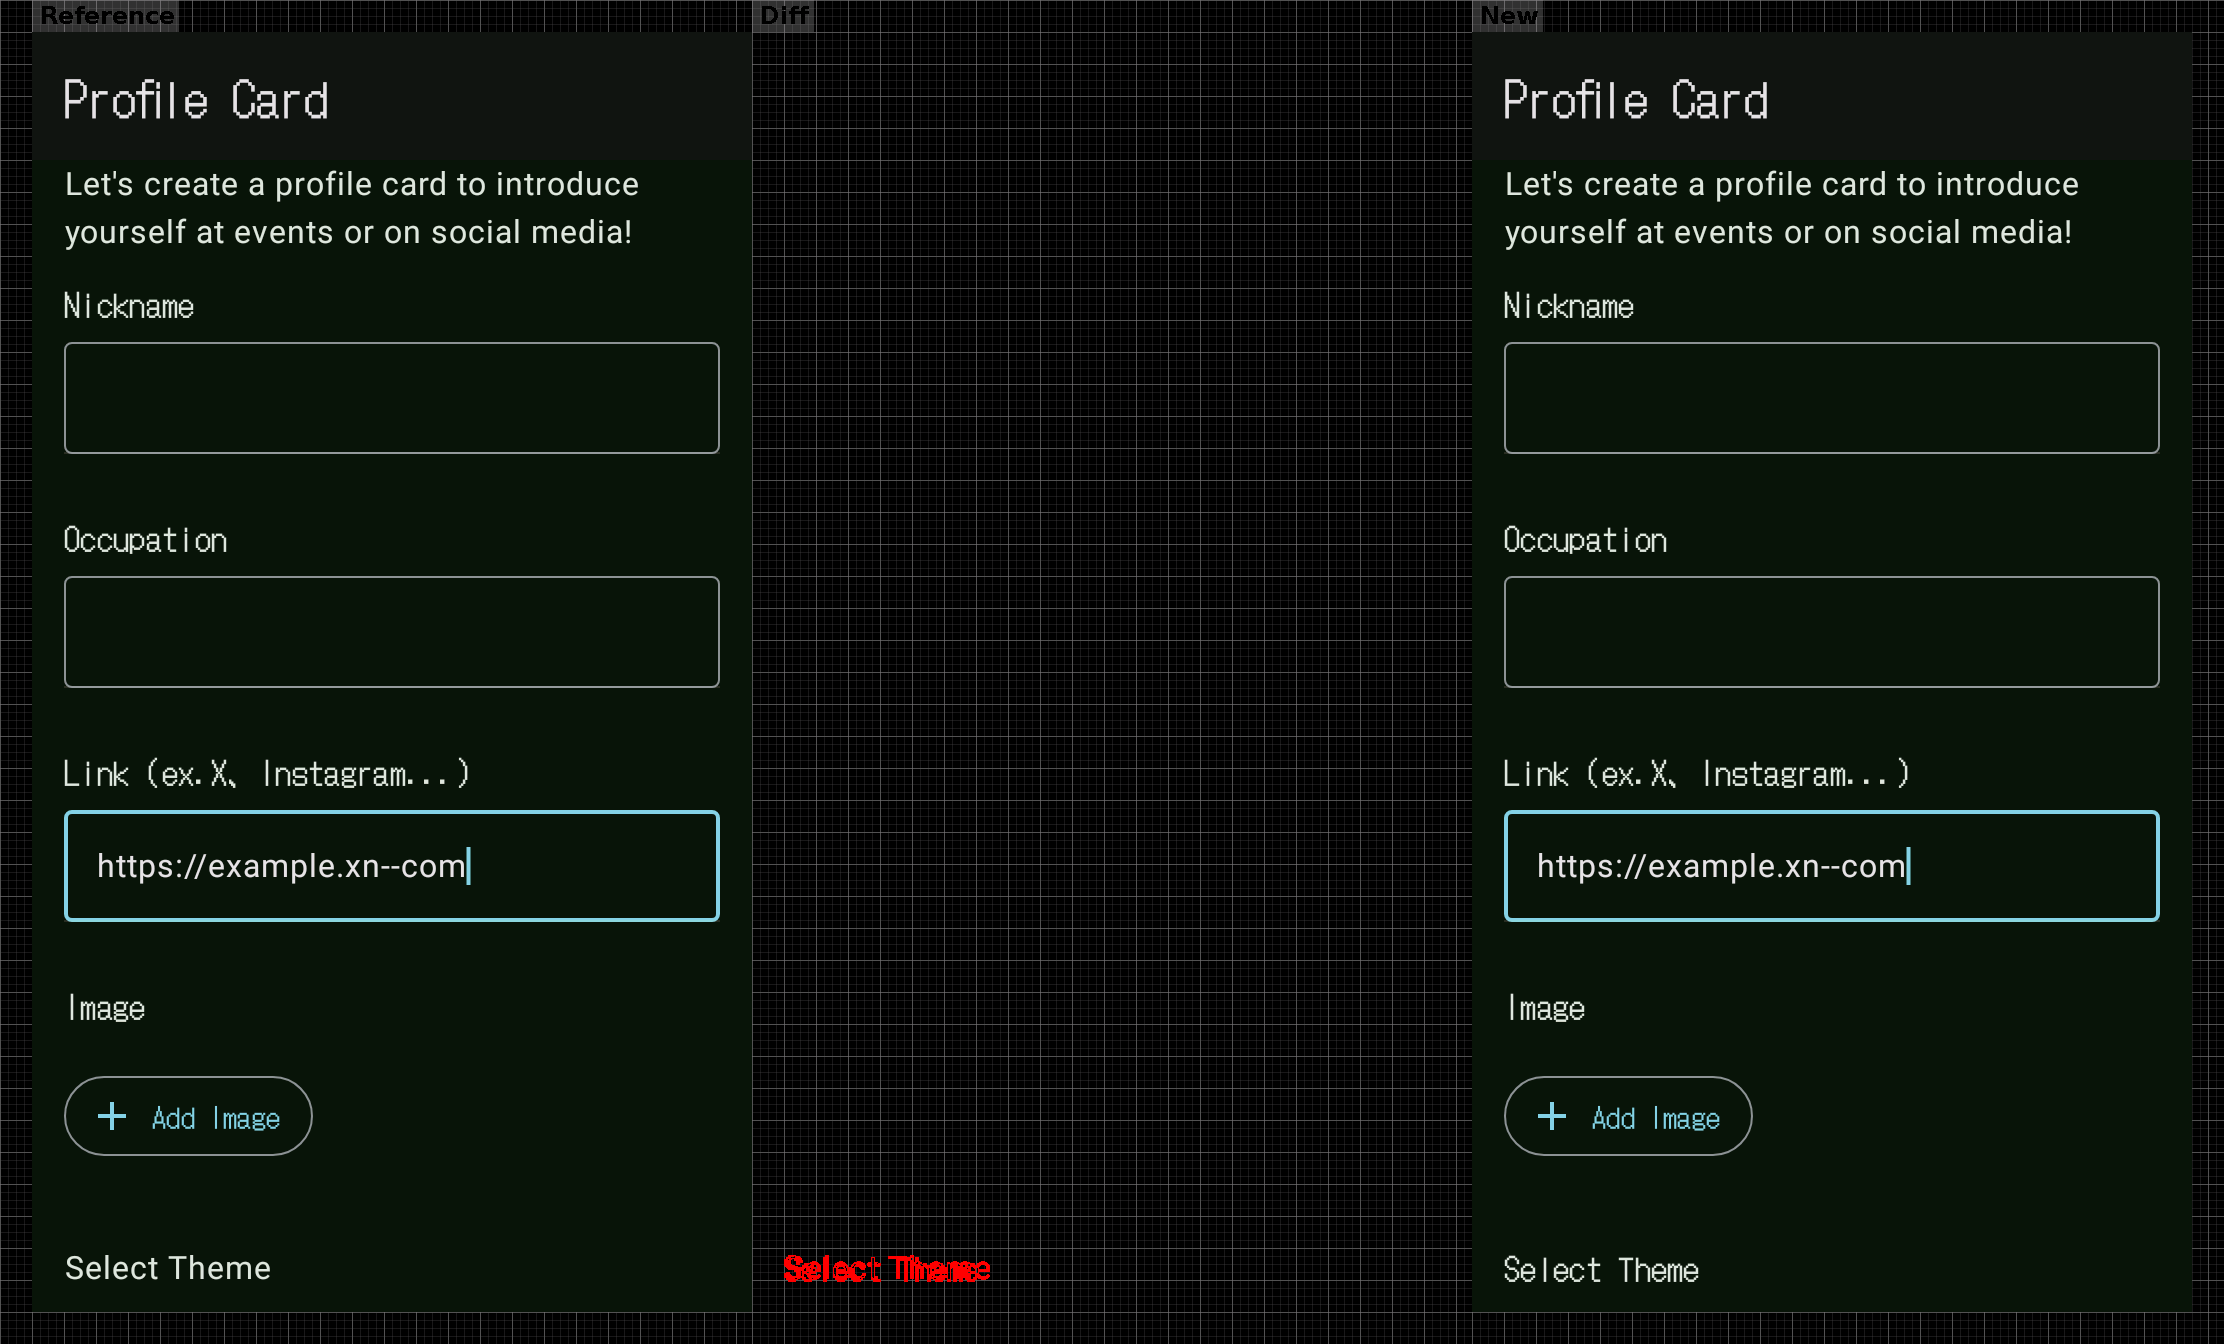 Reference
Profile Card
Let's create a profile card to introduce
yourself at events or on social media!
Nickname
Occupation
Link (ex.X、Instagram...)
https://example.xn--com
Image
Add Image
Select Theme
Diff
Select Theme
New
Profile Card
Let's create a profile card to introduce
yourself at events or on social media!
Nickname
Occupation
Link (ex.X、Instagram...)
https://example.xn--com
Image
Add Image
Select Theme